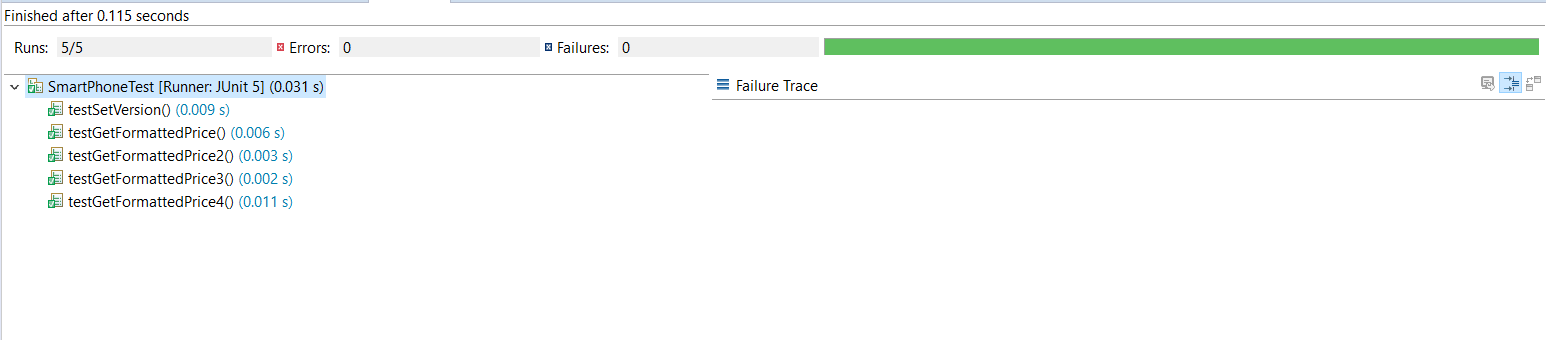 Finished after 0.115 seconds
Runs: 5/5 Errors: 0 Failures: 0
SmartPhoneTest [Runner: JUnit 5] (0.031 s)
Failure Trace
testSetVersion() (0.009 s)
testGetFormattedPrice() (0.006 s)
testGetFormattedPrice2() (0.003 s)
testGetFormattedPrice3() (0.002 s)
testGetFormattedPrice4() (0.011 s)